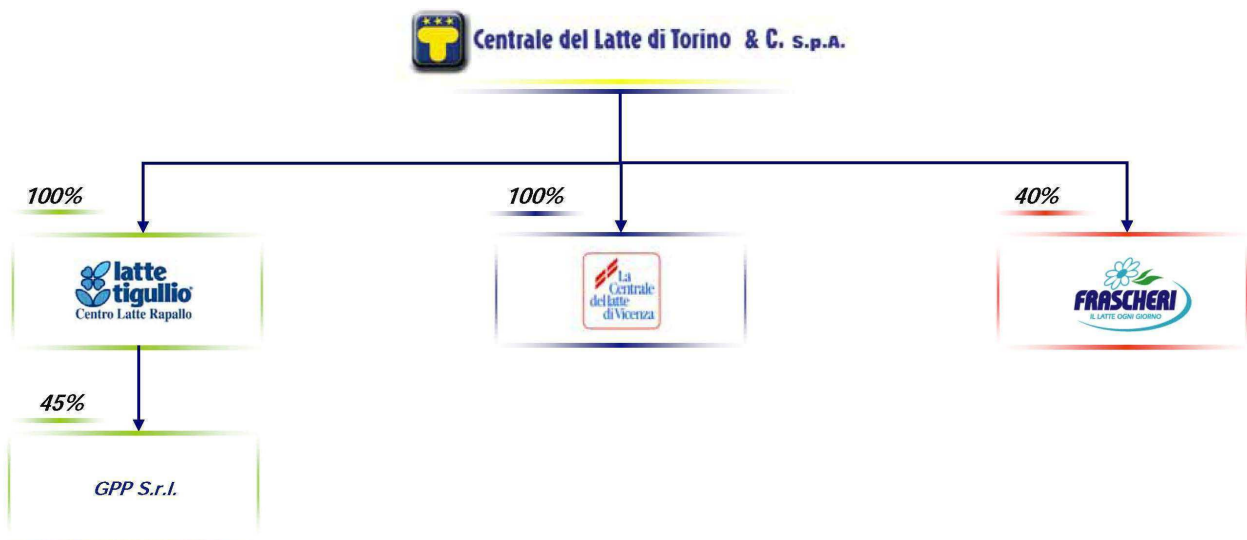 Centrale del Latte di Torino & C. S.p.A.
100%
100%
40%
latte
tigullio
Centro Latte Rapallo
La
Centrale
del latte
di Vicenza
FRASCHERI
IL LATTE OGNI GIORNO
45%
GPP S.r.l.